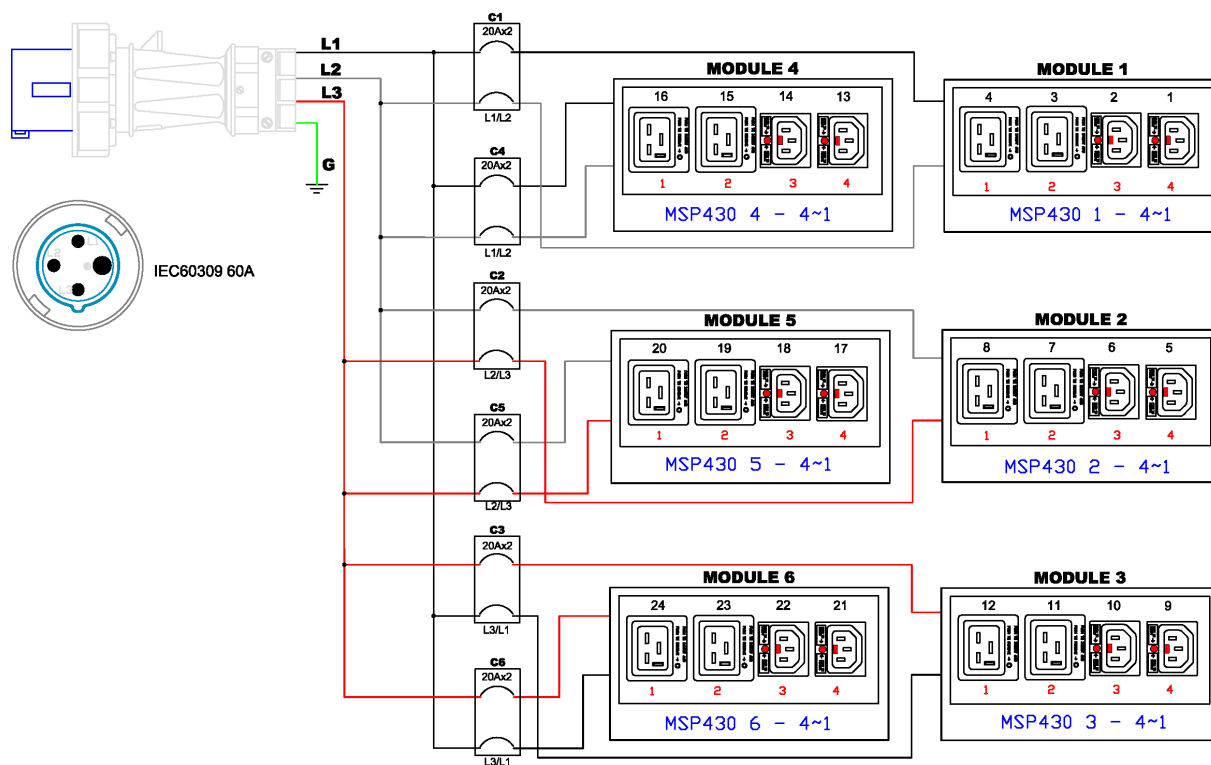 L1
L2
L3
G
IEC60309 60A
L1
L2
L3
C1
20Ax2
L1/L2
C4
20Ax2
L1/L2
C2
20Ax2
L2/L3
C5
20Ax2
L2/L3
C3
20Ax2
L3/L1
C6
20Ax2
L3/L1
MODULE 4
16 15 14 13
1 2 3 4
MSP430 4 - 4~1
MODULE 1
4 3 2 1
1 2 3 4
MSP430 1 - 4~1
MODULE 5
20 19 18 17
1 2 3 4
MSP430 5 - 4~1
MODULE 2
8 7 6 5
1 2 3 4
MSP430 2 - 4~1
MODULE 6
24 23 22 21
1 2 3 4
MSP430 6 - 4~1
MODULE 3
12 11 10 9
1 2 3 4
MSP430 3 - 4~1